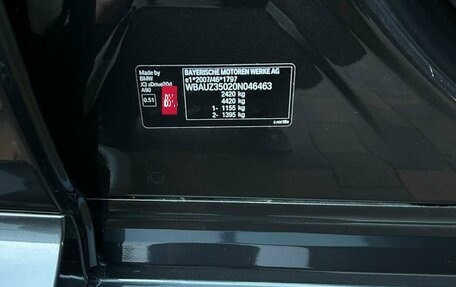 BAYERISCHE MOTOREN WERKE AG
e1*2007/46*1797
WBAUZ35020N046463
2420 kg
4420 kg
1- 1155 kg
2- 1395 kg
Made by
BMW
X3 xDrive20d
A90
0.51